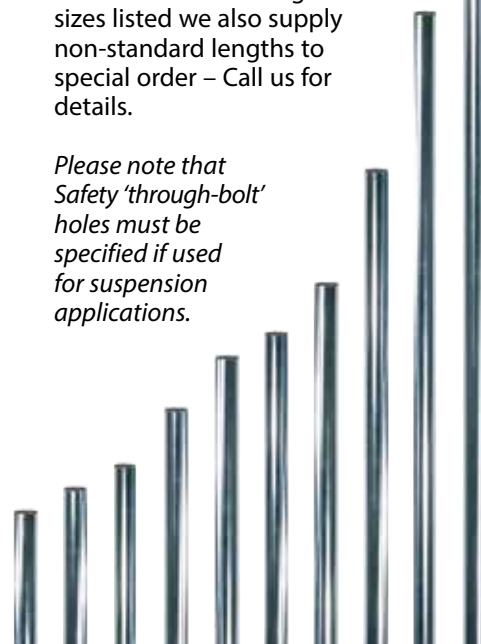 sizes listed we also supply
non-standard lengths to
special order – Call us for
details.
Please note that
Safety ‘through-bolt’
holes must be
specified if used
for suspension
applications.